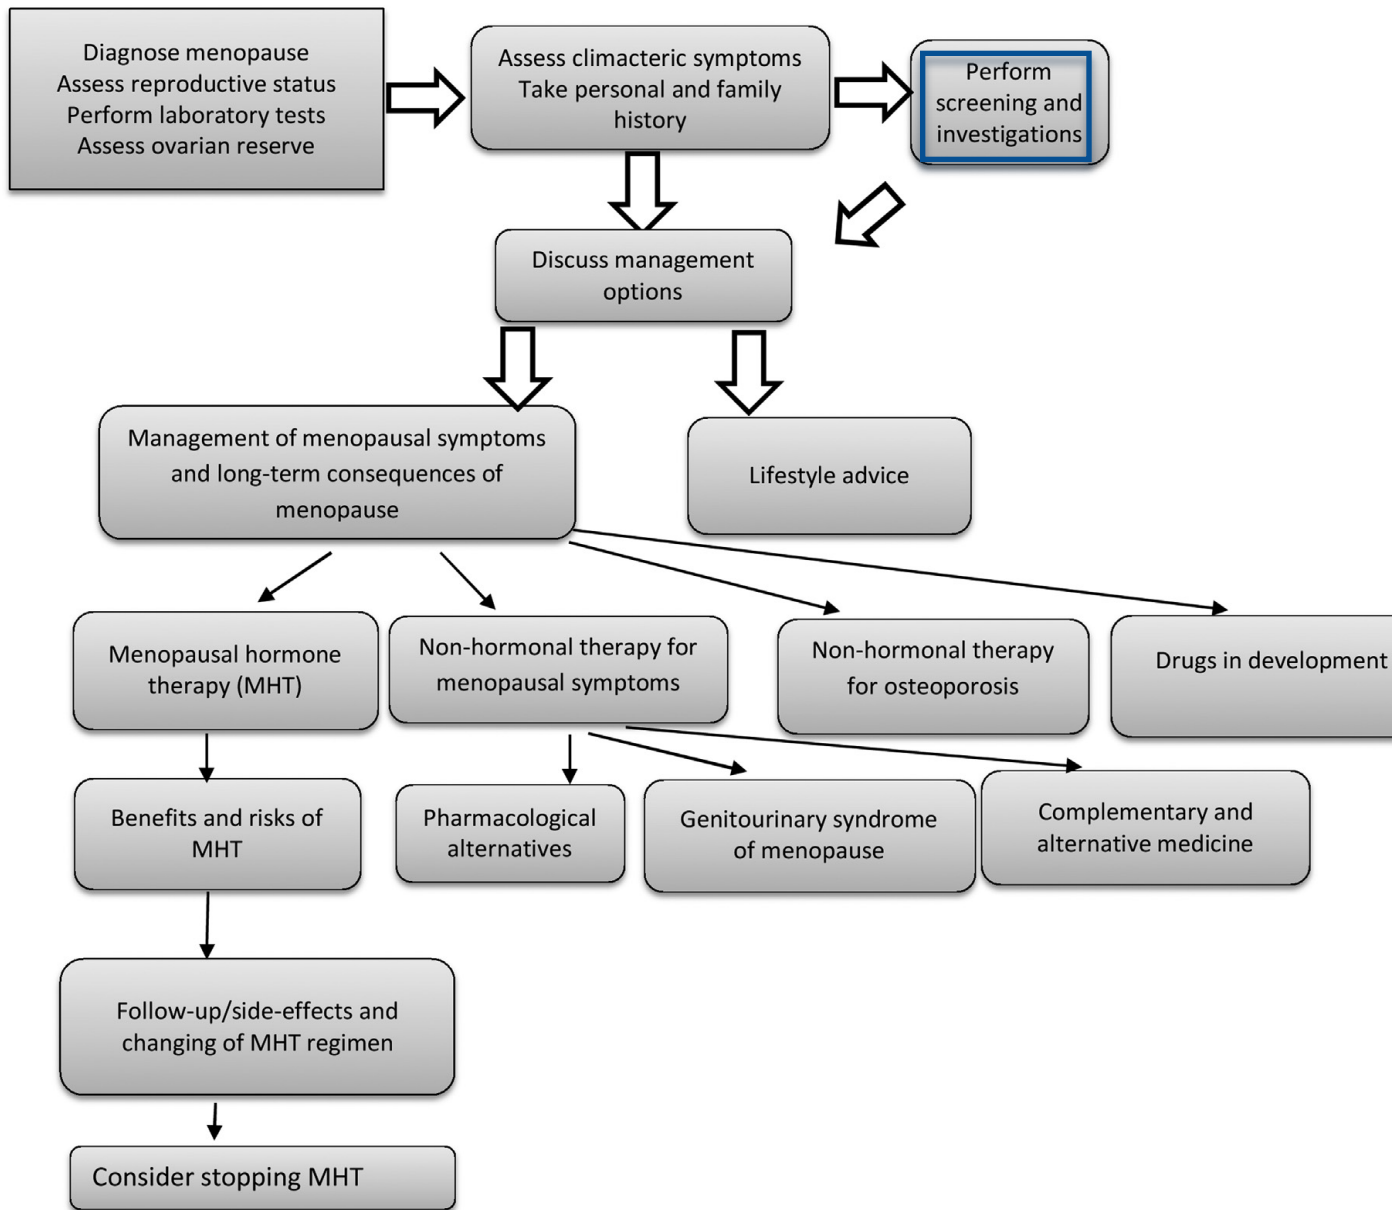 Diagnose menopause
Assess reproductive status
Perform laboratory tests
Assess ovarian reserve
Assess climacteric symptoms
Take personal and family
history
Perform
screening and
investigations
Discuss management
options
Management of menopausal symptoms
and long-term consequences of
menopause
Lifestyle advice
Menopausal hormone
therapy (MHT)
Non-hormonal therapy for
menopausal symptoms
Non-hormonal therapy
for osteoporosis
Drugs in development
Benefits and risks of
MHT
Pharmacological
alternatives
Genitourinary syndrome
of menopause
Complementary and
alternative medicine
Follow-up/side-effects and
changing of MHT regimen
Consider stopping MHT